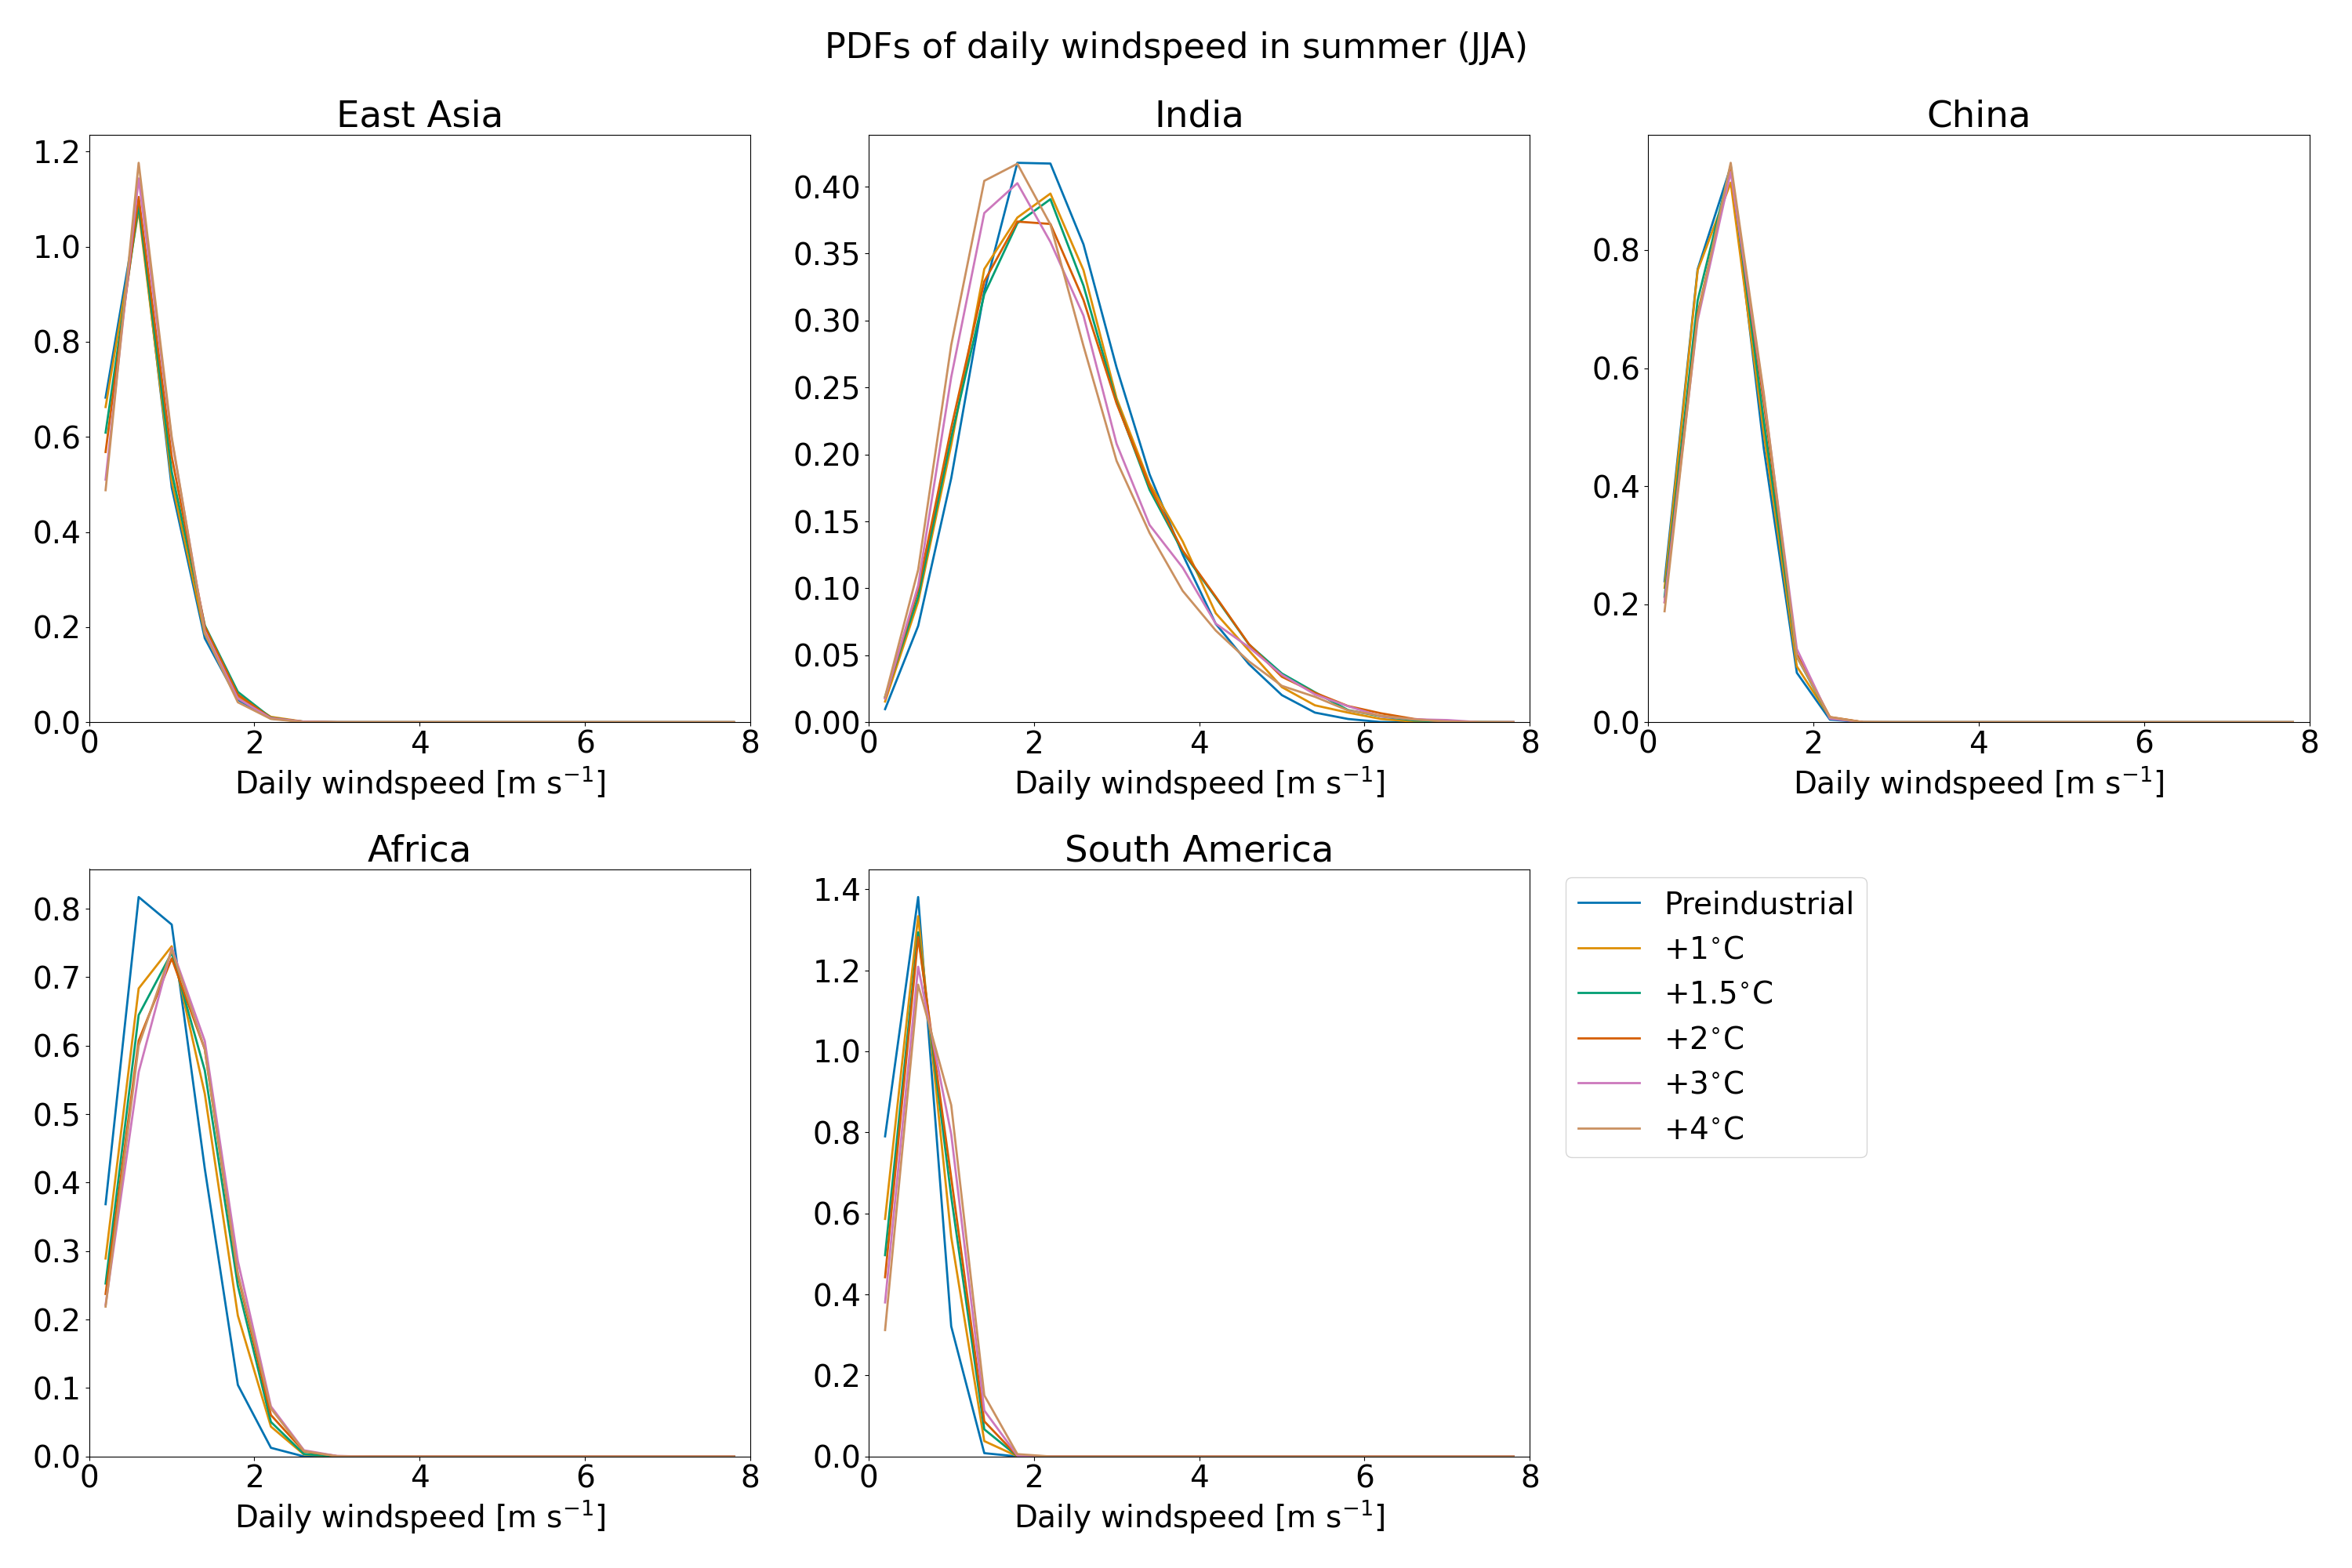 PDFs of daily windspeed in summer (JJA)
East Asia
1.2
1.0
0.8
0.6
0.4
0.2
0.0
0 2 4 6 8
Daily windspeed [m s⁻¹]
India
0.40
0.35
0.30
0.25
0.20
0.15
0.10
0.05
0.00
0 2 4 6 8
Daily windspeed [m s⁻¹]
China
0.8
0.6
0.4
0.2
0.0
0 2 4 6 8
Daily windspeed [m s⁻¹]
Africa
0.8
0.7
0.6
0.5
0.4
0.3
0.2
0.1
0.0
0 2 4 6 8
Daily windspeed [m s⁻¹]
South America
1.4
1.2
1.0
0.8
0.6
0.4
0.2
0.0
0 2 4 6 8
Daily windspeed [m s⁻¹]
Preindustrial
+1°C
+1.5°C
+2°C
+3°C
+4°C